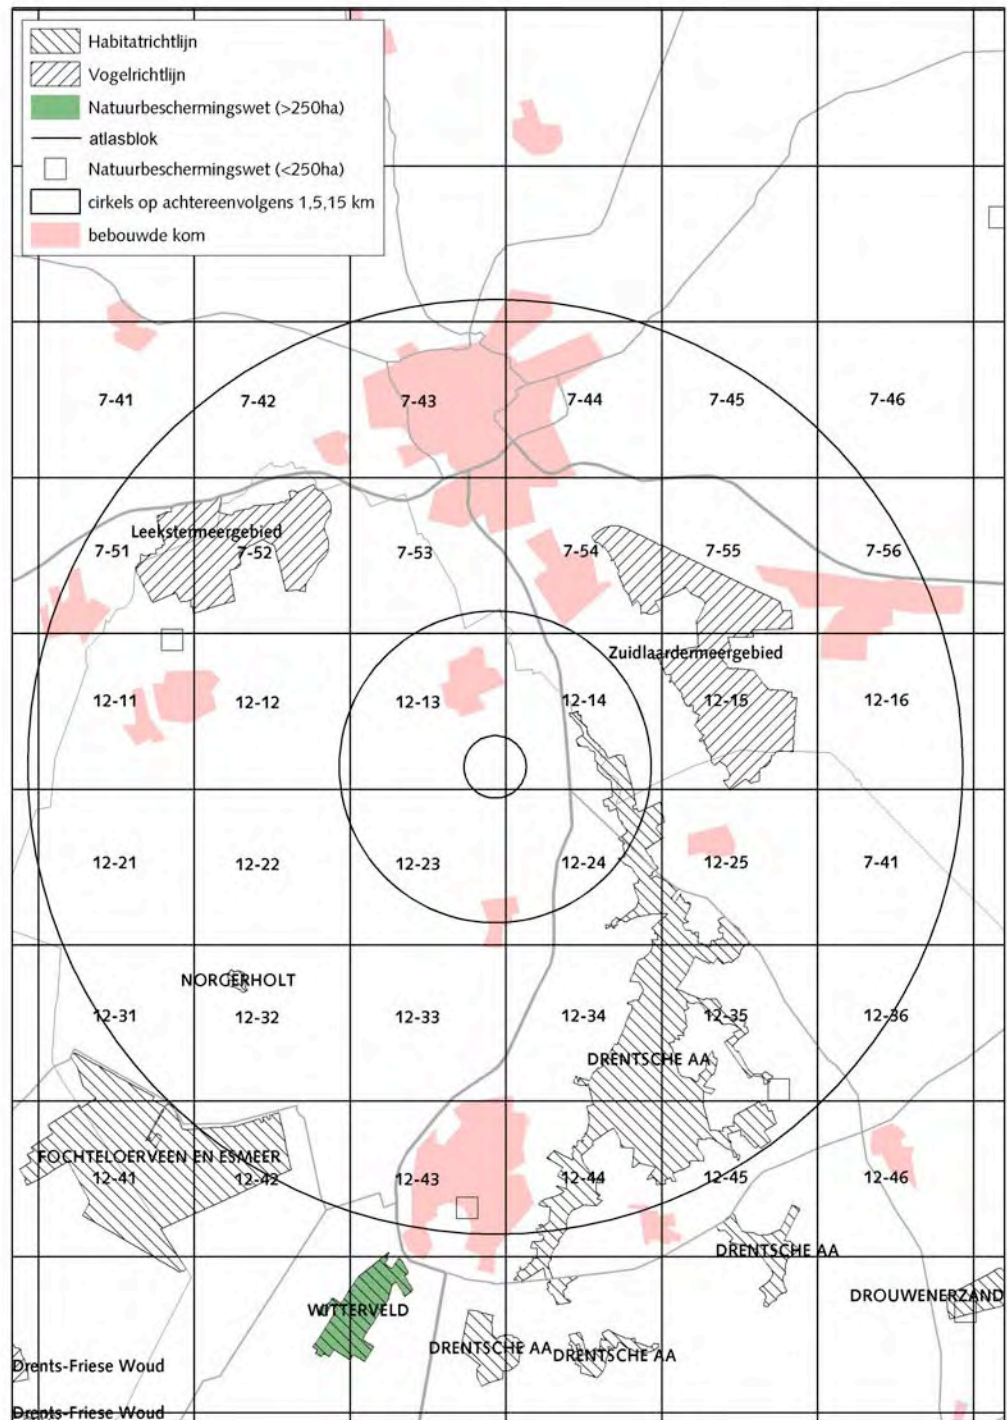 Habitatrichtlijn
Vogelrichtlijn
Natuurbeschermingswet (>250ha)
atlasblok
Natuurbeschermingswet (<250ha)
cirkels op achtereenvolgens 1,5,15 km
bebouwde kom
7-41 7-42 7-43 7-44 7-45 7-46
Leekstermeergebied
7-51 7-52 7-53 7-54 7-55 7-56
Zuidlaardermeergebied
12-11 12-12 12-13 12-14 12-15 12-16
12-21 12-22 12-23 12-24 12-25 7-41
NORGERHOLT
12-31 12-32 12-33 12-34 12-35 12-36
DRENTSCHE AA
FOCHTELOERVEEN EN ESMEER
12-41 12-42 12-43 12-44 12-45 12-46
DRENTSCHE AA
DROUWENERZAND
WITTERVELD
DRENTSCHE AA
DRENTSCHE AA
Drents-Friese Woud
Drents-Friese Woud